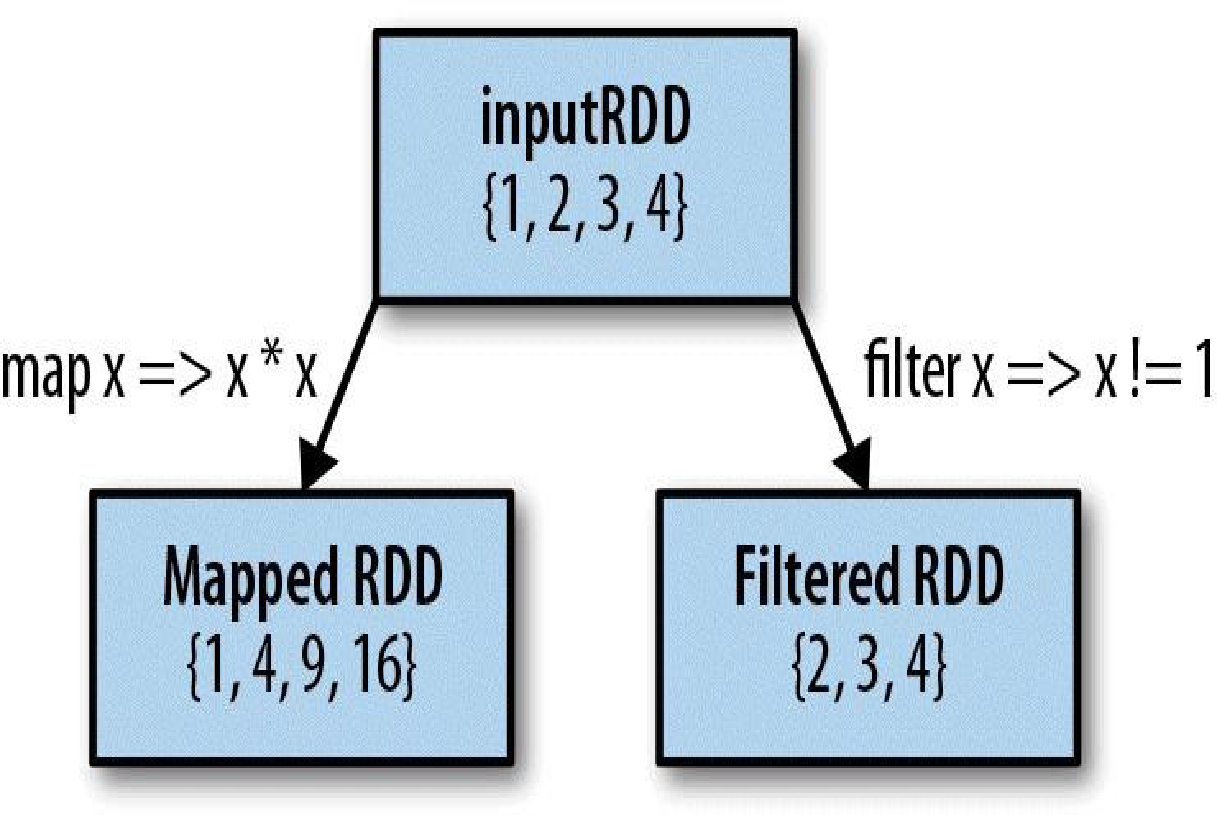 inputRDD
{1, 2, 3, 4}
map x => x * x
filter x => x != 1
Mapped RDD
{1, 4, 9, 16}
Filtered RDD
{2, 3, 4}